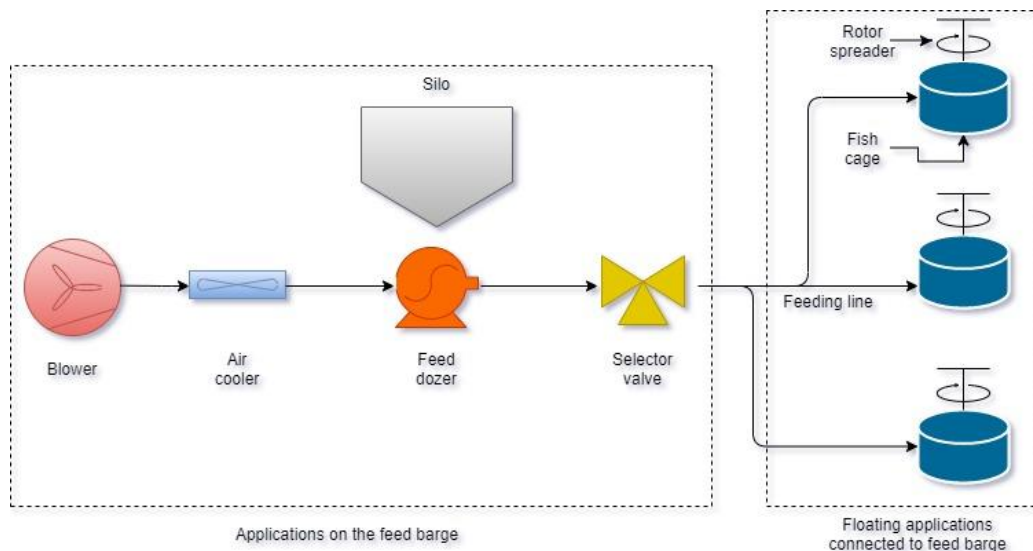 Rotor
spreader
Silo
Fish
cage
Feeding line
Blower
Air
cooler
Feed
dozer
Selector
valve
Applications on the feed barge
Floating applications
connected to feed barge